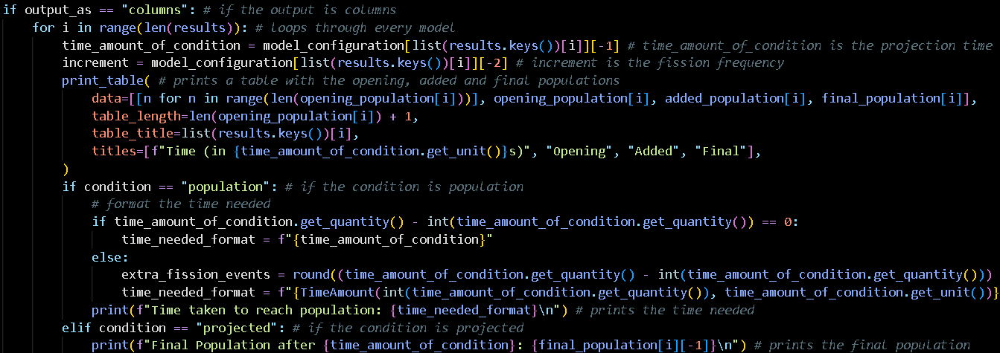 if output_as == "columns": # if the output is columns
for i in range(len(results)): # loops through every model
time_amount_of_condition = model_configuration[list(results.keys())[i]][-1] # time_amount_of_condition is the projection time
increment = model_configuration[list(results.keys())[i]][-2] # increment is the fission frequency
print_table( # prints a table with the opening, added and final populations
data=[[n for n in range(len(opening_population[i]))], opening_population[i], added_population[i], final_population[i]],
table_length=len(opening_population[i]) + 1,
table_title=list(results.keys())[i],
titles=[f"Time (in {time_amount_of_condition.get_unit()}s)", "Opening", "Added", "Final"],
)
if condition == "population": # if the condition is population
# format the time needed
if time_amount_of_condition.get_quantity() - int(time_amount_of_condition.get_quantity()) == 0:
time_needed_format = f"{time_amount_of_condition}"
else:
extra_fission_events = round((time_amount_of_condition.get_quantity() - int(time_amount_of_condition.get_quantity()))
time_needed_format = f"{TimeAmount(int(time_amount_of_condition.get_quantity()), time_amount_of_condition.get_unit())}
print(f"Time taken to reach population: {time_needed_format}\n") # prints the time needed
elif condition == "projected": # if the condition is projected
print(f"Final Population after {time_amount_of_condition}: {final_population[i][-1]}\n") # prints the final population